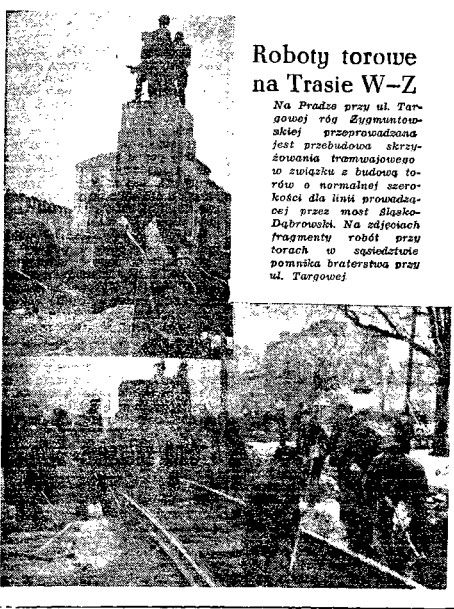 Roboty torowe
na Trasie W–Z
Na Pradze przy ul. Tar-
gowej róg Zygmuntow-
skiej przeprowadzana
jest przebudowa skrzy-
żowania tramwajowego
w związku z budową to-
rów o normalnej szero-
kości dla linii prowadzą-
cej przez most Śląsko-
Dąbrowski. Na zdjęciach
fragmenty robót przy
torach w sąsiedztwie
pomnika braterstwa przy
ul. Targowej